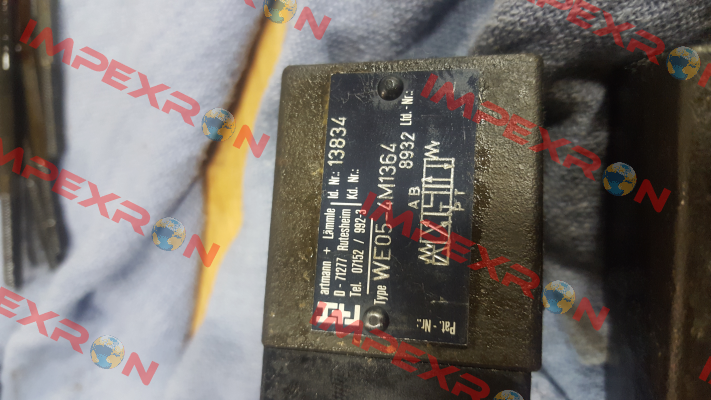 artmann + Lämmle Id. Nr.: 13834
D - 71277 Rutesheim Kd. Nr.:
Tel. 07152 / 992-3
Type WE05-4M1364
8932 Ltd.-Nr.:
A B
P T
Pat.-Nr.:
IMPEXRON